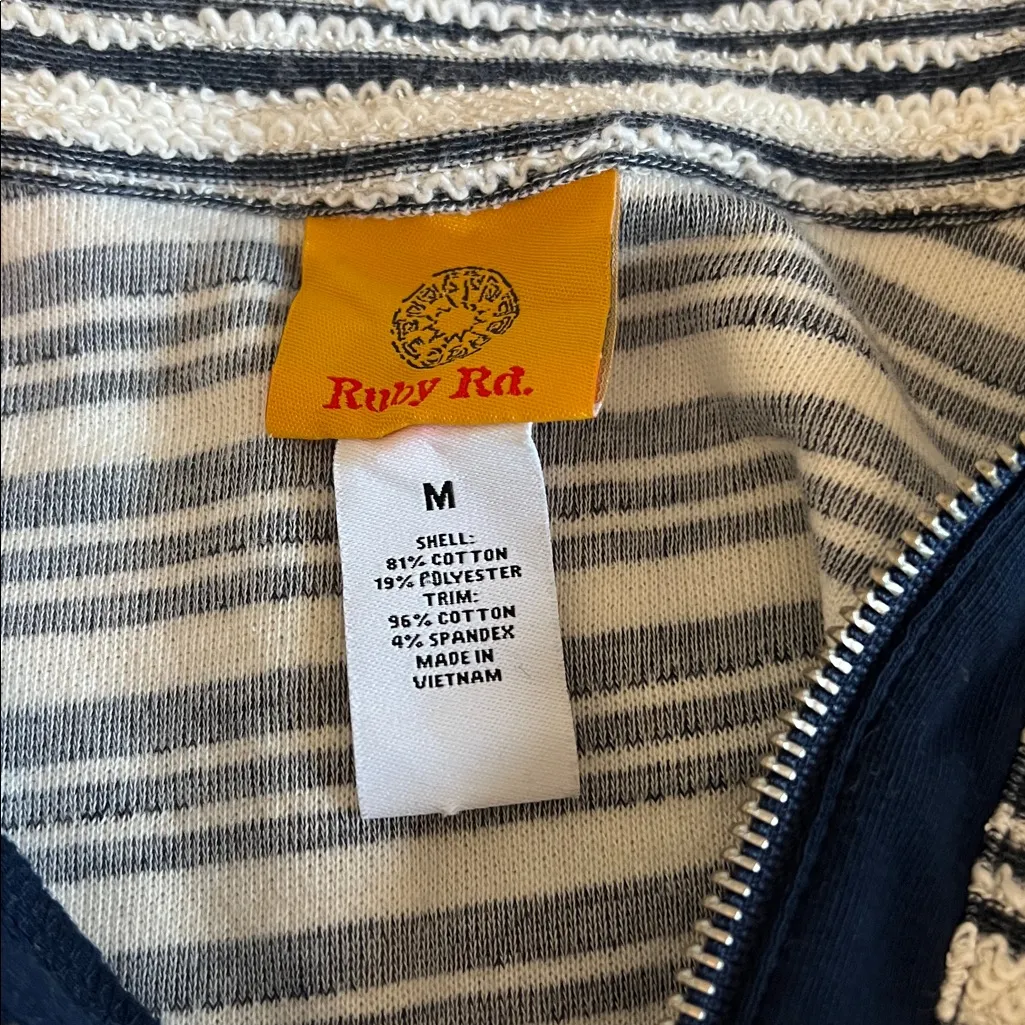 Ruby Rd.
M
SHELL:
81% COTTON
19% POLYESTER
TRIM:
96% COTTON
4% SPANDEX
MADE IN
VIETNAM